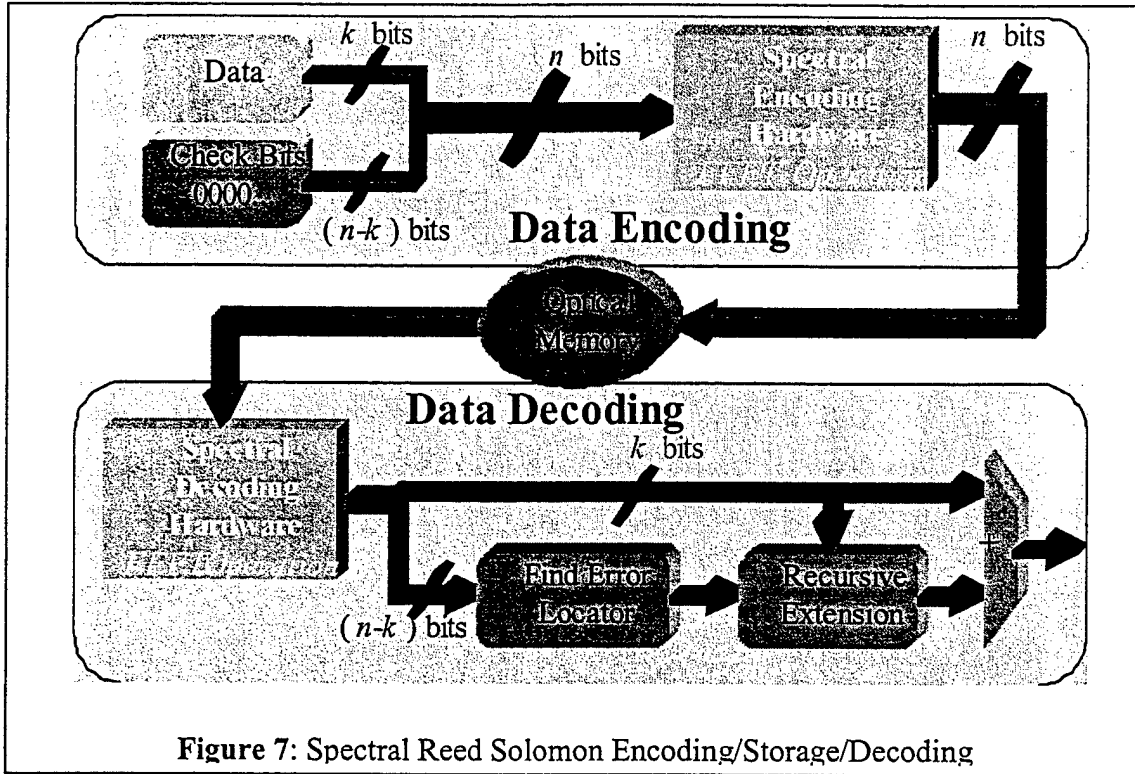 k bits
Data
n bits
n bits
Spectral
Encoding
Hardware
Check Bits
0000
(n-k) bits
Data Encoding
Optical
Memory
Data Decoding
k bits
Spectral
Decoding
Hardware
Find Error
Locator
Recursive
Extension
+
(n-k) bits
Figure 7: Spectral Reed Solomon Encoding/Storage/Decoding